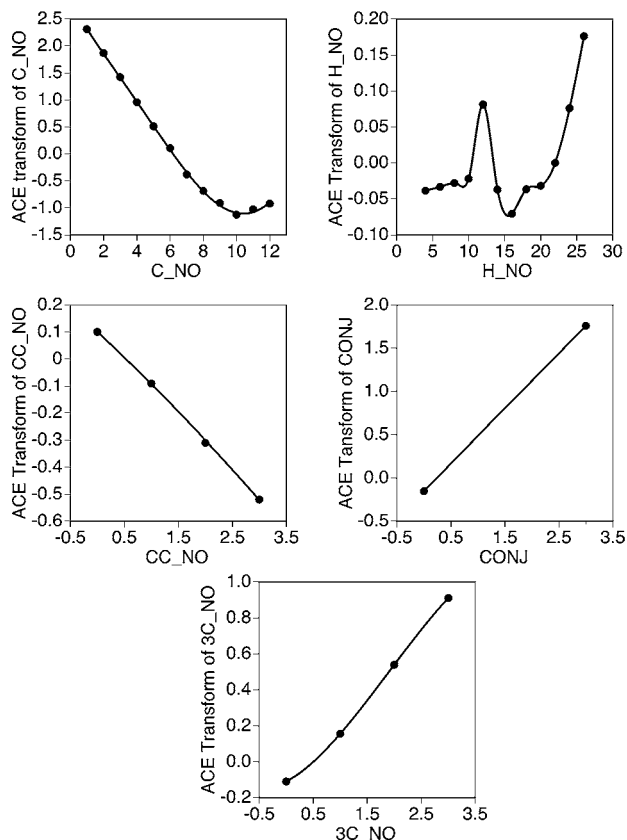 2.5
2.0
1.5
1.0
0.5
0.0
-0.5
-1.0
-1.5
ACE transform of C_NO
0 2 4 6 8 10 12
C_NO
0.20
0.15
0.10
0.05
0.00
-0.05
-0.10
ACE Transform of H_NO
0 5 10 15 20 25 30
H_NO
0.2
0.1
0
-0.1
-0.2
-0.3
-0.4
-0.5
-0.6
ACE Transform of CC_NO
-0.5 0.5 1.5 2.5 3.5
CC_NO
2.0
1.5
1.0
0.5
0.0
-0.5
ACE Tansform of CONJ
-0.5 0.5 1.5 2.5 3.5
CONJ
1.0
0.8
0.6
0.4
0.2
0.0
-0.2
ACE Transform of 3C_NO
-0.5 0.5 1.5 2.5 3.5
3C_NO